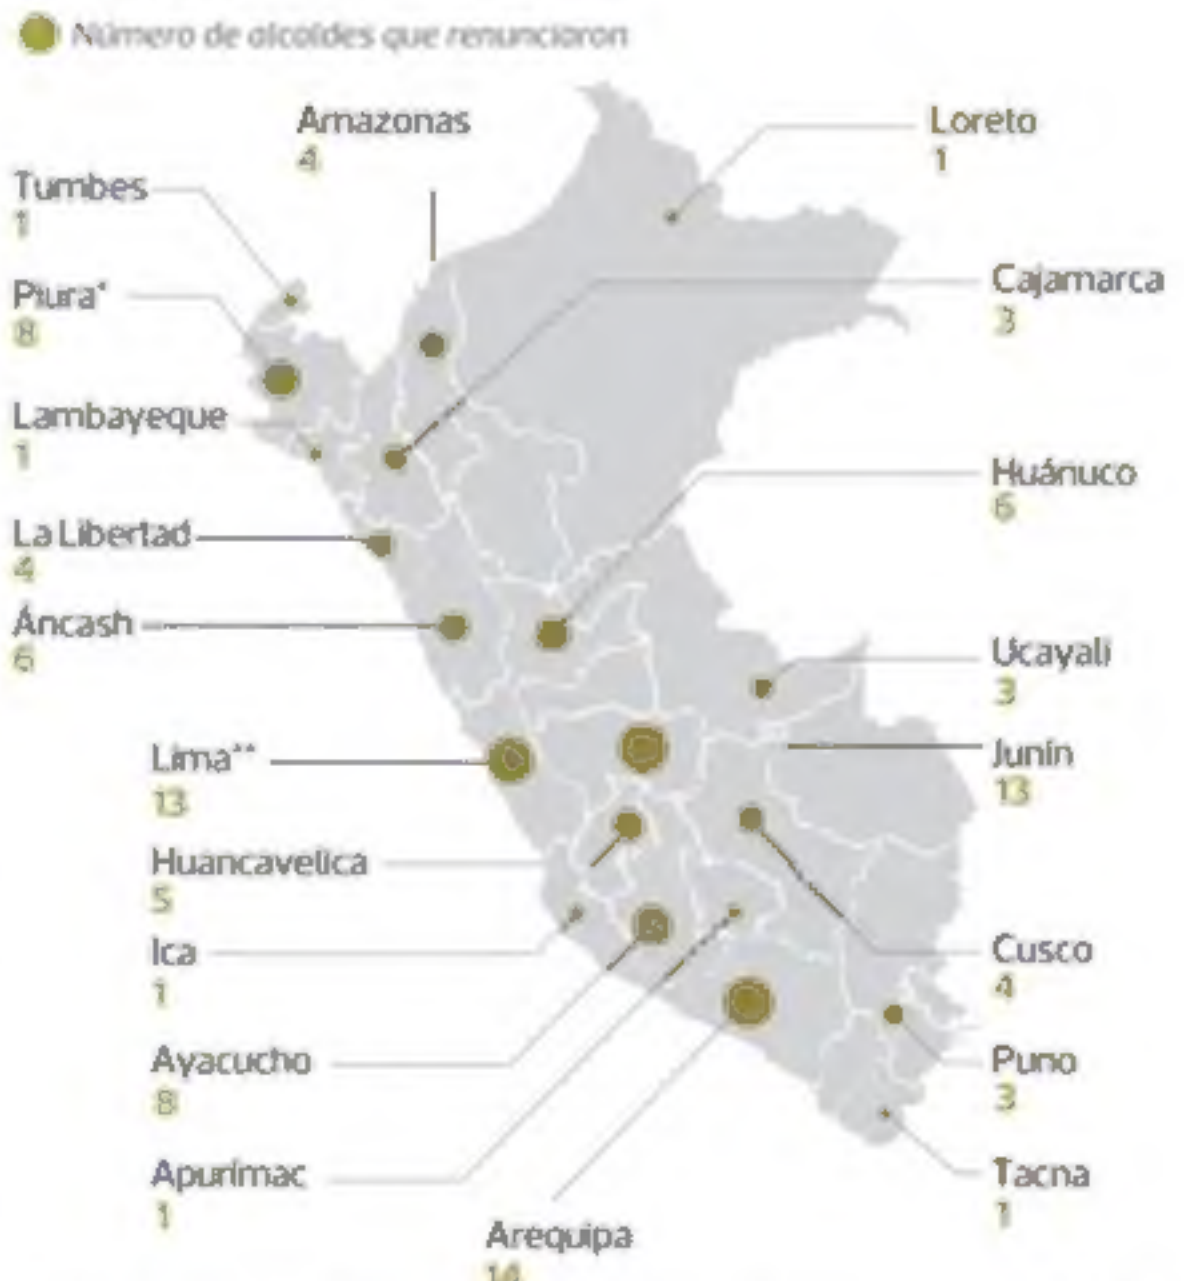 Número de alcaldes que renunciaron
Amazonas
4
Loreto
1
Tumbes
1
Piura*
8
Cajamarca
3
Lambayeque
1
Huánuco
6
La Libertad
4
Áncash
6
Ucayali
3
Lima**
13
Junín
13
Huancavelica
5
Ica
1
Cusco
4
Ayacucho
8
Puno
3
Apurímac
1
Tacna
1
Arequipa